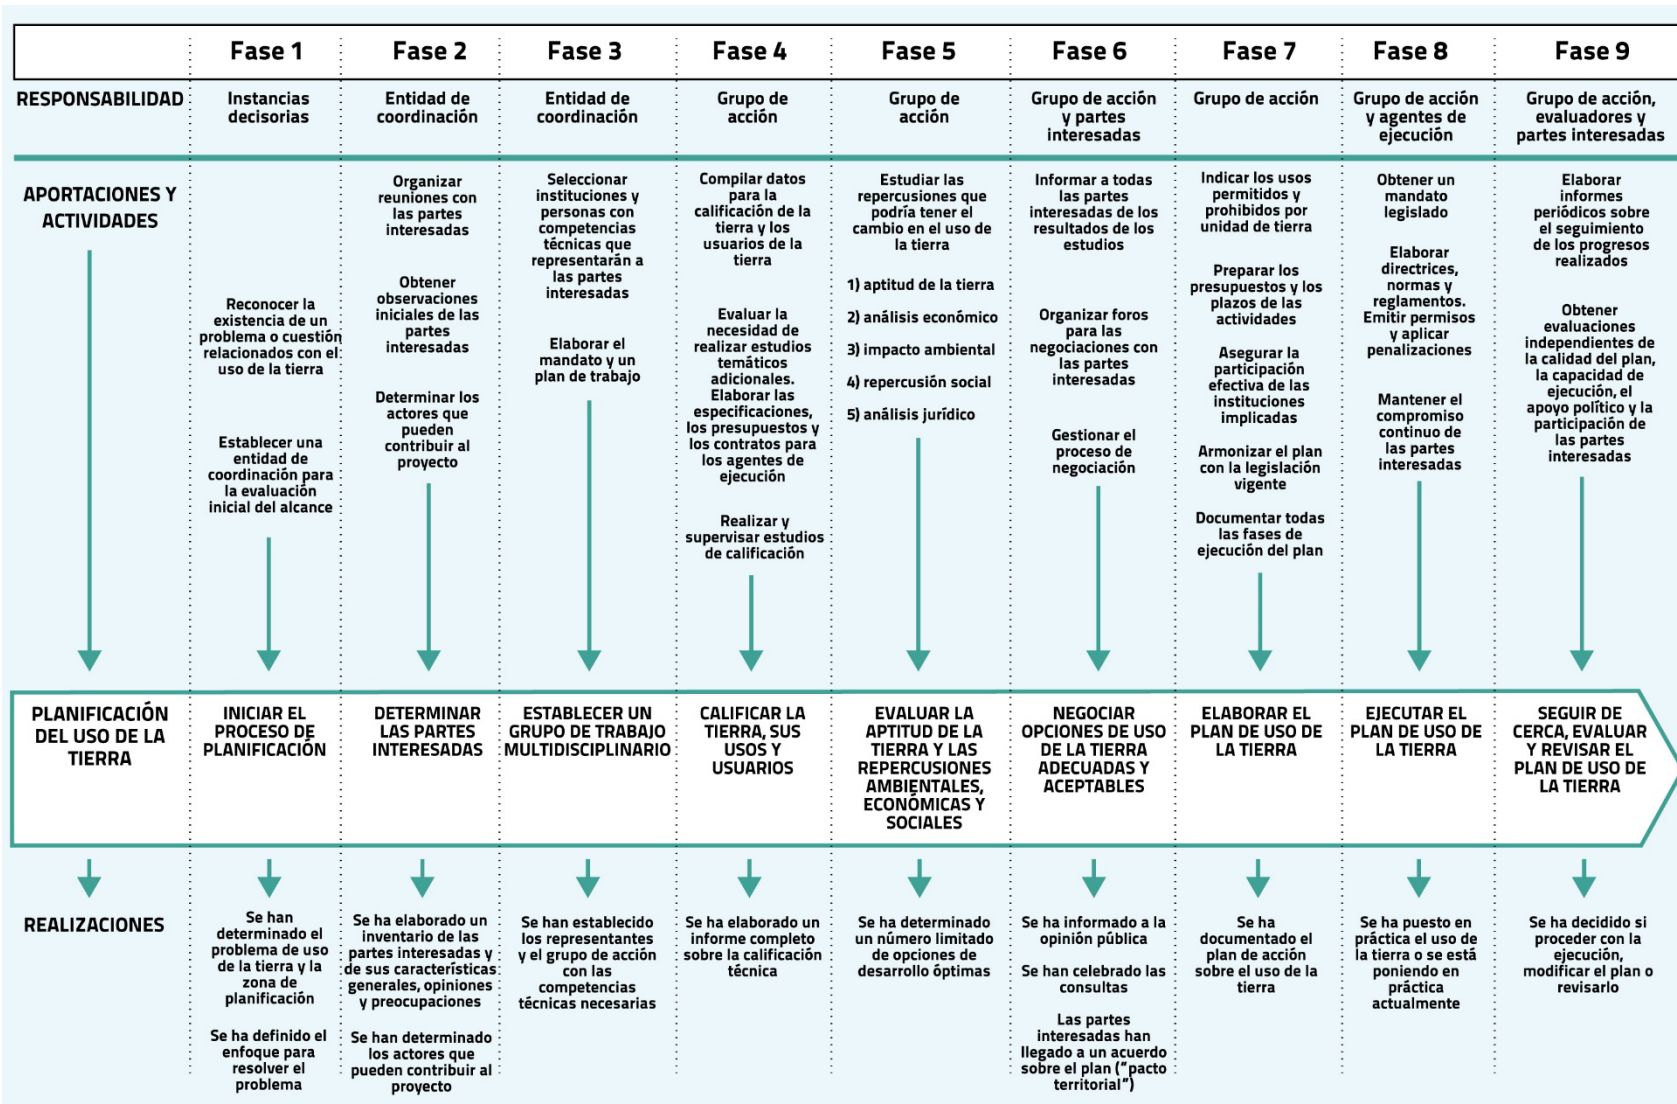 Fase 1
Fase 2
Fase 3
Fase 4
Fase 5
Fase 6
Fase 7
Fase 8
Fase 9
RESPONSABILIDAD
Instancias
decisorias
Entidad de
coordinación
Entidad de
coordinación
Grupo de
acción
Grupo de
acción
Grupo de acción
y partes
interesadas
Grupo de acción
Grupo de acción
y agentes de
ejecución
Grupo de acción,
evaluadores y
partes interesadas
APORTACIONES Y
ACTIVIDADES
Reconocer la
existencia de un
problema o cuestión
relacionados con el
uso de la tierra
Establecer una
entidad de
coordinación para
la evaluación
inicial del alcance
Organizar
reuniones con
las partes
interesadas
Obtener
observaciones
iniciales de las
partes
interesadas
Determinar los
actores que
pueden
contribuir al
proyecto
Seleccionar
instituciones y
personas con
competencias
técnicas que
representarán a
las partes
interesadas
Elaborar el
mandato y un
plan de trabajo
Compilar datos
para la
calificación de la
tierra y los
usuarios de la
tierra
Evaluar la
necesidad de
realizar estudios
temáticos
adicionales.
Elaborar las
especificaciones,
los presupuestos y
los contratos para
los agentes de
ejecución
Realizar y
supervisar estudios
de calificación
Estudiar las
repercusiones que
podría tener el
cambio en el uso de
la tierra
1) aptitud de la tierra
2) análisis económico
3) impacto ambiental
4) repercusión social
5) análisis jurídico
Informar a todas
las partes
interesadas de los
resultados de los
estudios
Organizar foros
para las
negociaciones con
las partes
interesadas
Gestionar el
proceso de
negociación
Indicar los usos
permitidos y
prohibidos por
unidad de tierra
Preparar los
presupuestos y los
plazos de las
actividades
Asegurar la
participación
efectiva de las
instituciones
implicadas
Armonizar el plan
con la legislación
vigente
Documentar todas
las fases de
ejecución del plan
Obtener un
mandato
legislado
Elaborar
directrices,
normas y
reglamentos.
Emitir permisos
y aplicar
penalizaciones
Mantener el
compromiso
continuo de
las partes
interesadas
Elaborar
informes
periódicos sobre
el seguimiento
de los progresos
realizados
Obtener
evaluaciones
independientes de
la calidad del plan,
la capacidad de
ejecución, el
apoyo político y la
participación de
las partes
interesadas
PLANIFICACIÓN
DEL USO DE LA
TIERRA
INICIAR EL
PROCESO DE
PLANIFICACIÓN
DETERMINAR
LAS PARTES
INTERESADAS
ESTABLECER UN
GRUPO DE TRABAJO
MULTIDISCIPLINARIO
CALIFICAR LA
TIERRA, SUS
USOS Y
USUARIOS
EVALUAR LA
APTITUD DE LA
TIERRA Y LAS
REPERCUSIONES
AMBIENTALES,
ECONÓMICAS Y
SOCIALES
NEGOCIAR
OPCIONES DE USO
DE LA TIERRA
ADECUADAS Y
ACEPTABLES
ELABORAR EL
PLAN DE USO DE
LA TIERRA
EJECUTAR EL
PLAN DE USO DE
LA TIERRA
SEGUIR DE
CERCA, EVALUAR
Y REVISAR EL
PLAN DE USO DE
LA TIERRA
REALIZACIONES
Se han
determinado el
problema de uso
de la tierra y la
zona de
planificación
Se ha definido el
enfoque para
resolver el
problema
Se ha elaborado un
inventario de las
partes interesadas y
de sus características
generales, opiniones
y preocupaciones
Se han determinado
los actores que
pueden contribuir al
proyecto
Se han establecido
los representantes
y el grupo de acción
con las
competencias
técnicas necesarias
Se ha elaborado un
informe completo
sobre la calificación
técnica
Se ha determinado
un número limitado
de opciones de
desarrollo óptimas
Se ha informado a la
opinión pública
Se han celebrado las
consultas
Las partes
interesadas han
llegado a un acuerdo
sobre el plan (“pacto
territorial”)
Se ha
documentado el
plan de acción
sobre el uso de la
tierra
Se ha puesto en
práctica el uso de
la tierra o se está
poniendo en
práctica
actualmente
Se ha decidido si
proceder con la
ejecución,
modificar el plan o
revisarlo